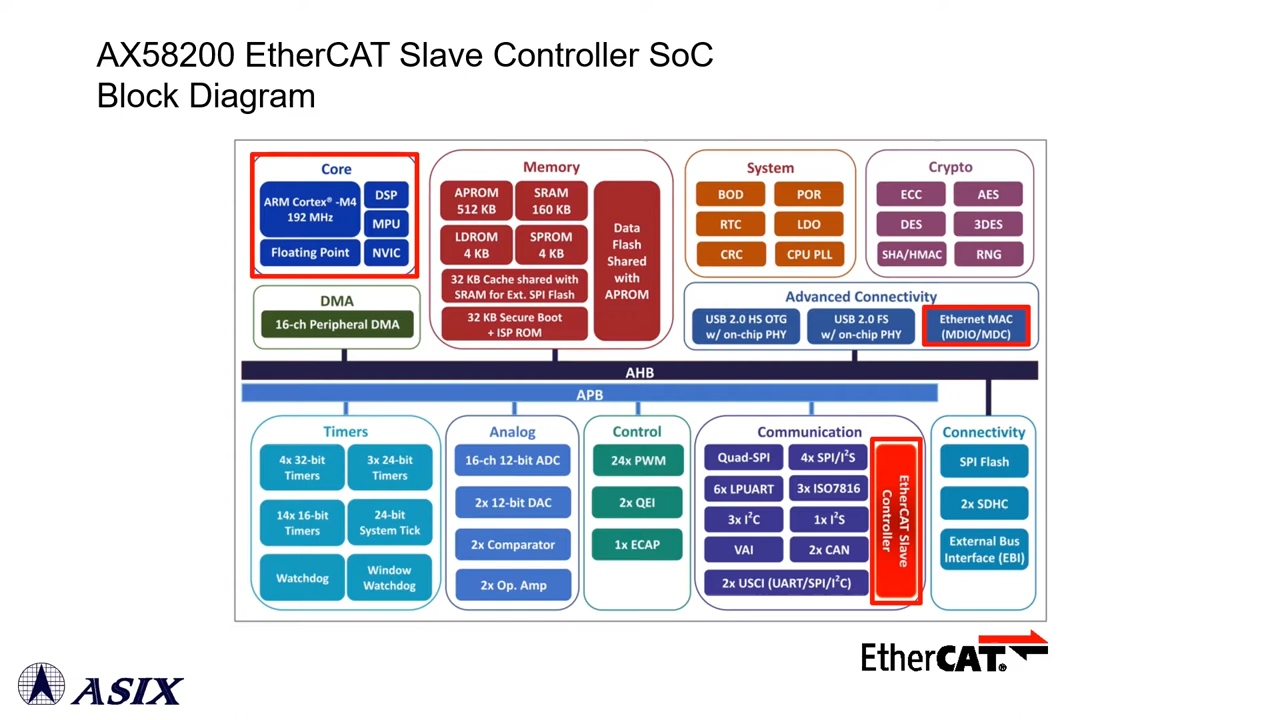 AX58200 EtherCAT Slave Controller SoC
Block Diagram
Core
ARM Cortex® -M4
192 MHz
DSP
MPU
Floating Point
NVIC
DMA
16-ch Peripheral DMA
Memory
APROM
512 KB
SRAM
160 KB
LDROM
4 KB
SPROM
4 KB
32 KB Cache shared with
SRAM for Ext. SPI Flash
32 KB Secure Boot
+ ISP ROM
Data
Flash
Shared
with
APROM
System
BOD
POR
RTC
LDO
CRC
CPU PLL
Crypto
ECC
AES
DES
3DES
SHA/HMAC
RNG
Advanced Connectivity
USB 2.0 HS OTG
w/ on-chip PHY
USB 2.0 FS
w/ on-chip PHY
Ethernet MAC
(MDIO/MDC)
AHB
APB
Timers
4x 32-bit
Timers
3x 24-bit
Timers
14x 16-bit
Timers
24-bit
System Tick
Watchdog
Window
Watchdog
Analog
16-ch 12-bit ADC
2x 12-bit DAC
2x Comparator
2x Op. Amp
Control
24x PWM
2x QEI
1x ECAP
Communication
Quad-SPI
4x SPI/I²S
6x LPUART
3x ISO7816
3x I²C
1x I²S
VAI
2x CAN
2x USCI (UART/SPI/I²C)
EtherCAT Slave
Controller
Connectivity
SPI Flash
2x SDHC
External Bus
Interface (EBI)
EtherCAT®
ASIX